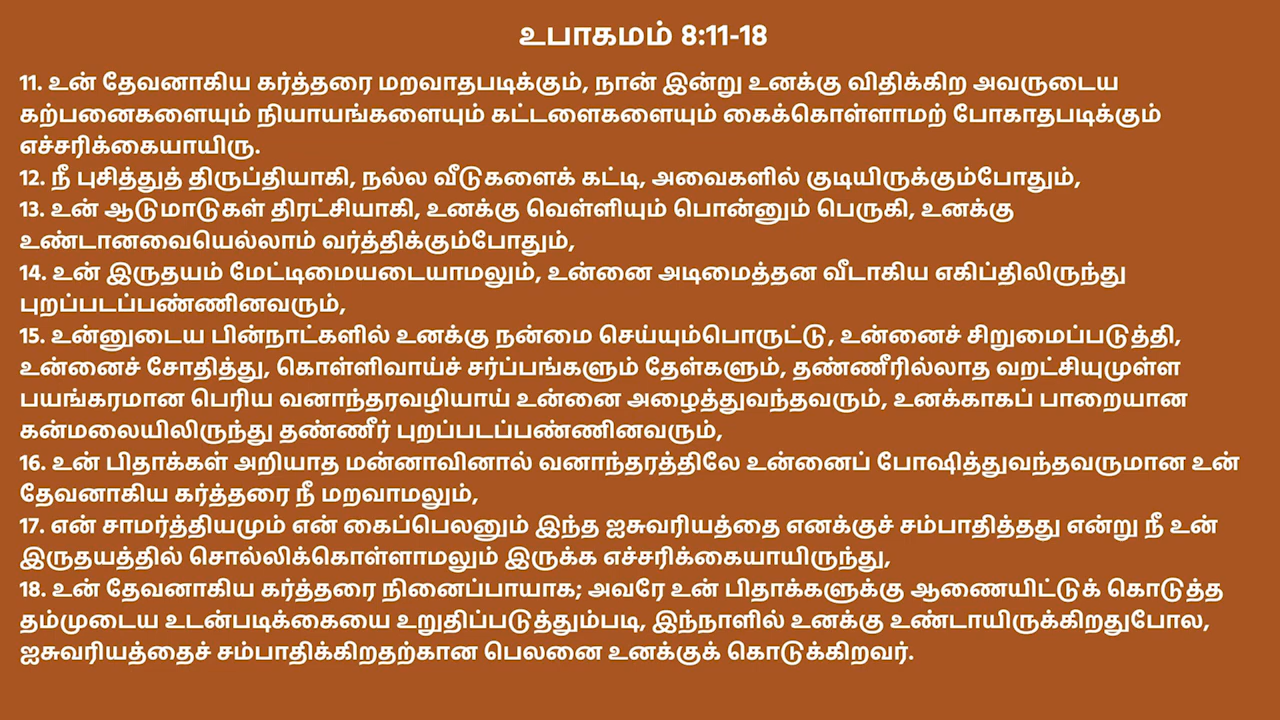 உபாகமம் 8:11-18
11. உன் தேவனாகிய கர்த்தரை மறவாதபடிக்கும், நான் இன்று உனக்கு விதிக்கிற அவருடைய
கற்பனைகளையும் நியாயங்களையும் கட்டளைகளையும் கைக்கொள்ளாமற் போகாதபடிக்கும்
எச்சரிக்கையாயிரு.
12. நீ புசித்துத் திருப்தியாகி, நல்ல வீடுகளைக் கட்டி, அவைகளில் குடியிருக்கும்போதும்,
13. உன் ஆடுமாடுகள் திரட்சியாகி, உனக்கு வெள்ளியும் பொன்னும் பெருகி, உனக்கு
உண்டானவையெல்லாம் வர்த்திக்கும்போதும்,
14. உன் இருதயம் மேட்டிமையடையாமலும், உன்னை அடிமைத்தன வீடாகிய எகிப்திலிருந்து
புறப்படப்பண்ணினவரும்,
15. உன்னுடைய பின்நாட்களில் உனக்கு நன்மை செய்யும்பொருட்டு, உன்னைச் சிறுமைப்படுத்தி,
உன்னைச் சோதித்து, கொள்ளிவாய்ச் சர்ப்பங்களும் தேள்களும், தண்ணீரில்லாத வறட்சியுமுள்ள
பயங்கரமான பெரிய வனாந்தரவழியாய் உன்னை அழைத்துவந்தவரும், உனக்காகப் பாறையான
கன்மலையிலிருந்து தண்ணீர் புறப்படப்பண்ணினவரும்,
16. உன் பிதாக்கள் அறியாத மன்னாவினால் வனாந்தரத்திலே உன்னைப் போஷித்துவந்தவருமான உன்
தேவனாகிய கர்த்தரை நீ மறவாமலும்,
17. என் சாமர்த்தியமும் என் கைப்பெலனும் இந்த ஐசுவரியத்தை எனக்குச் சம்பாதித்தது என்று நீ உன்
இருதயத்தில் சொல்லிக்கொள்ளாமலும் இருக்க எச்சரிக்கையாயிருந்து,
18. உன் தேவனாகிய கர்த்தரை நினைப்பாயாக; அவரே உன் பிதாக்களுக்கு ஆணையிட்டுக் கொடுத்த
தம்முடைய உடன்படிக்கையை உறுதிப்படுத்தும்படி, இந்நாளில் உனக்கு உண்டாயிருக்கிறதுபோல,
ஐசுவரியத்தைச் சம்பாதிக்கிறதற்கான பெலனை உனக்குக் கொடுக்கிறவர்.